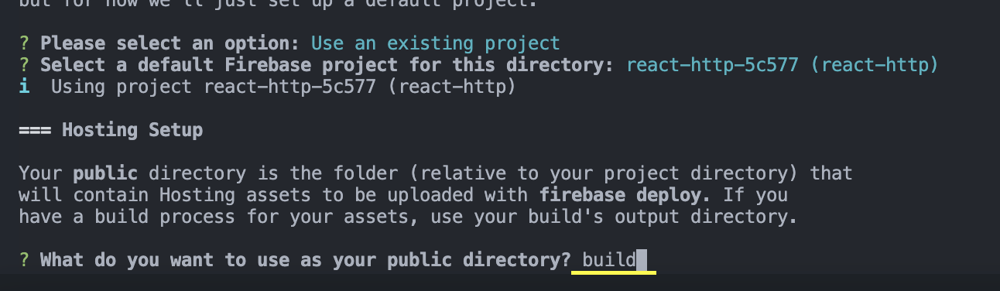 but for now we'll just set up a default project.
? Please select an option: Use an existing project
? Select a default Firebase project for this directory: react-http-5c577 (react-http)
i  Using project react-http-5c577 (react-http)
=== Hosting Setup
Your public directory is the folder (relative to your project directory) that
will contain Hosting assets to be uploaded with firebase deploy. If you
have a build process for your assets, use your build's output directory.
? What do you want to use as your public directory? build